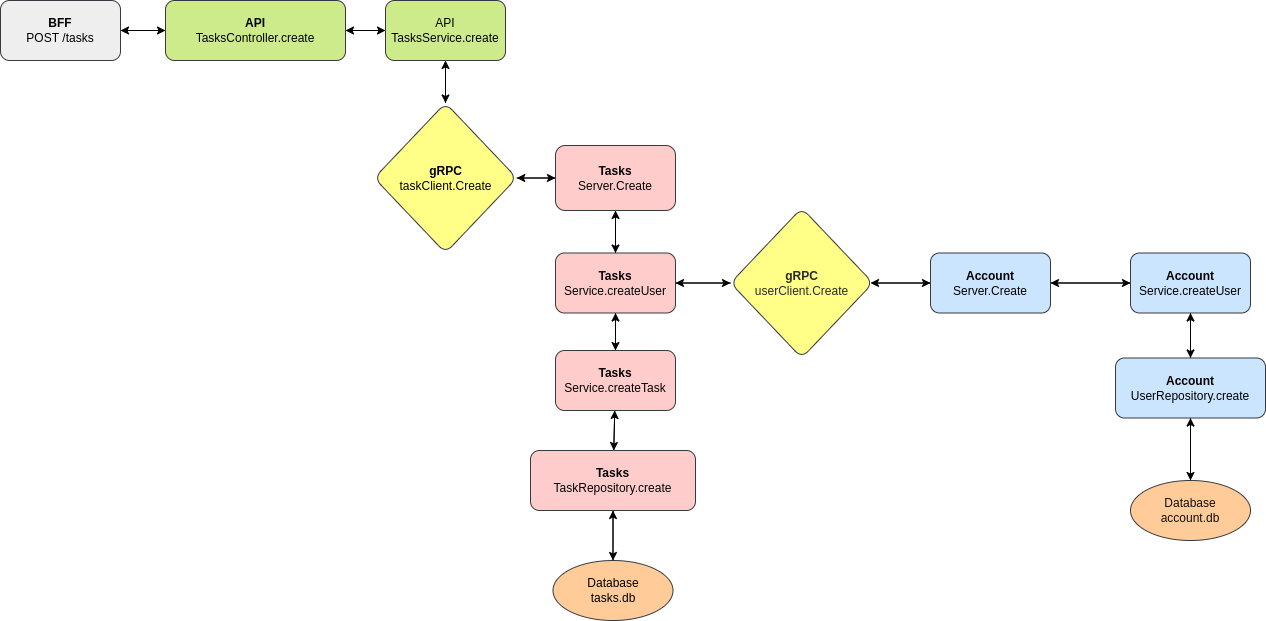 BFF
POST /tasks
API
TasksController.create
API
TasksService.create
gRPC
taskClient.Create
Tasks
Server.Create
Tasks
Service.createUser
gRPC
userClient.Create
Account
Server.Create
Account
Service.createUser
Tasks
Service.createTask
Account
UserRepository.create
Tasks
TaskRepository.create
Database
account.db
Database
tasks.db